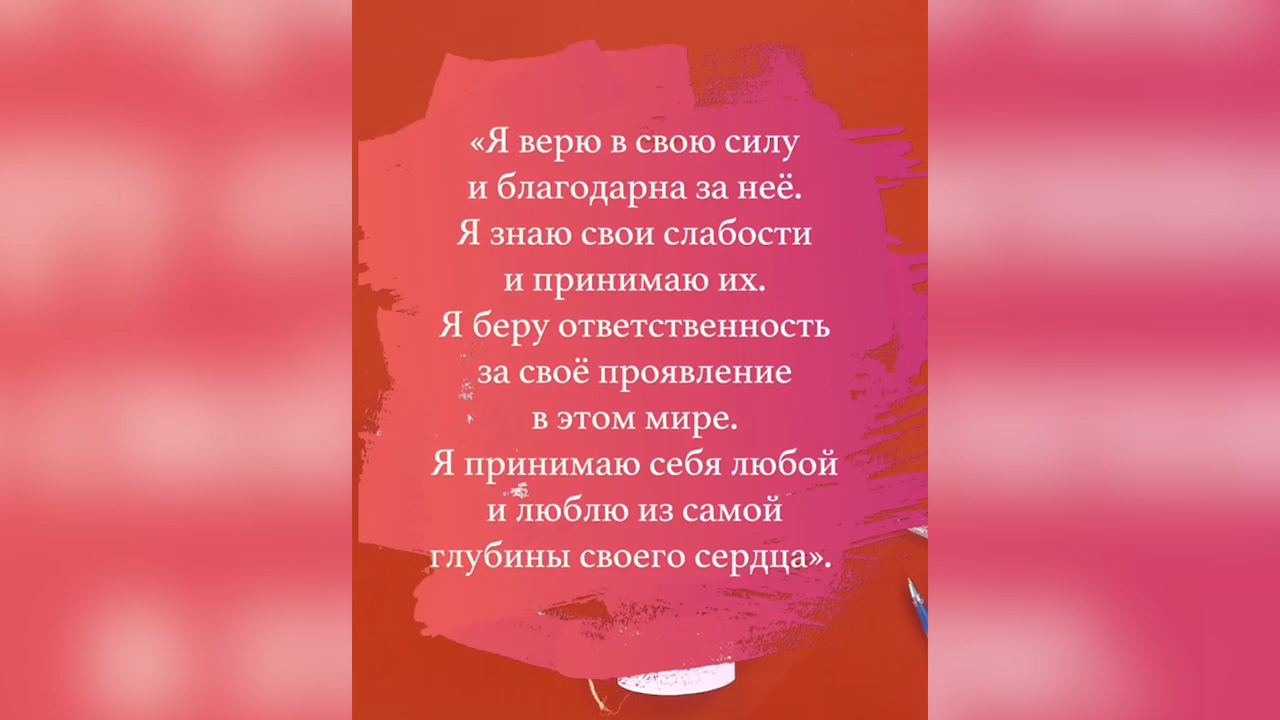 «Я верю в свою силу
и благодарна за неё.
Я знаю свои слабости
и принимаю их.
Я беру ответственность
за своё проявление
в этом мире.
Я принимаю себя любой
и люблю из самой
глубины своего сердца».